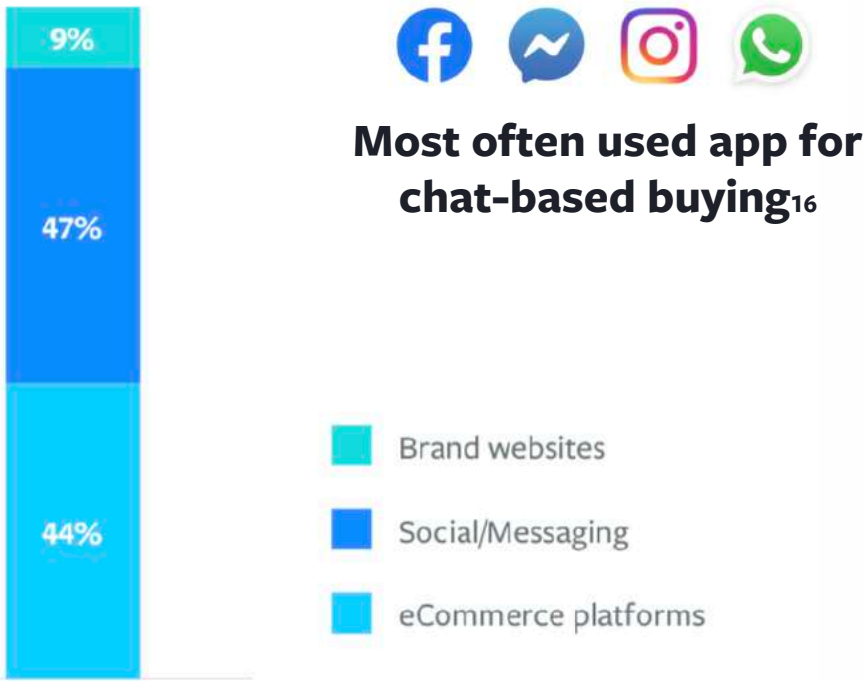 9%
47%
44%
Most often used app for
chat-based buying16
Brand websites
Social/Messaging
eCommerce platforms